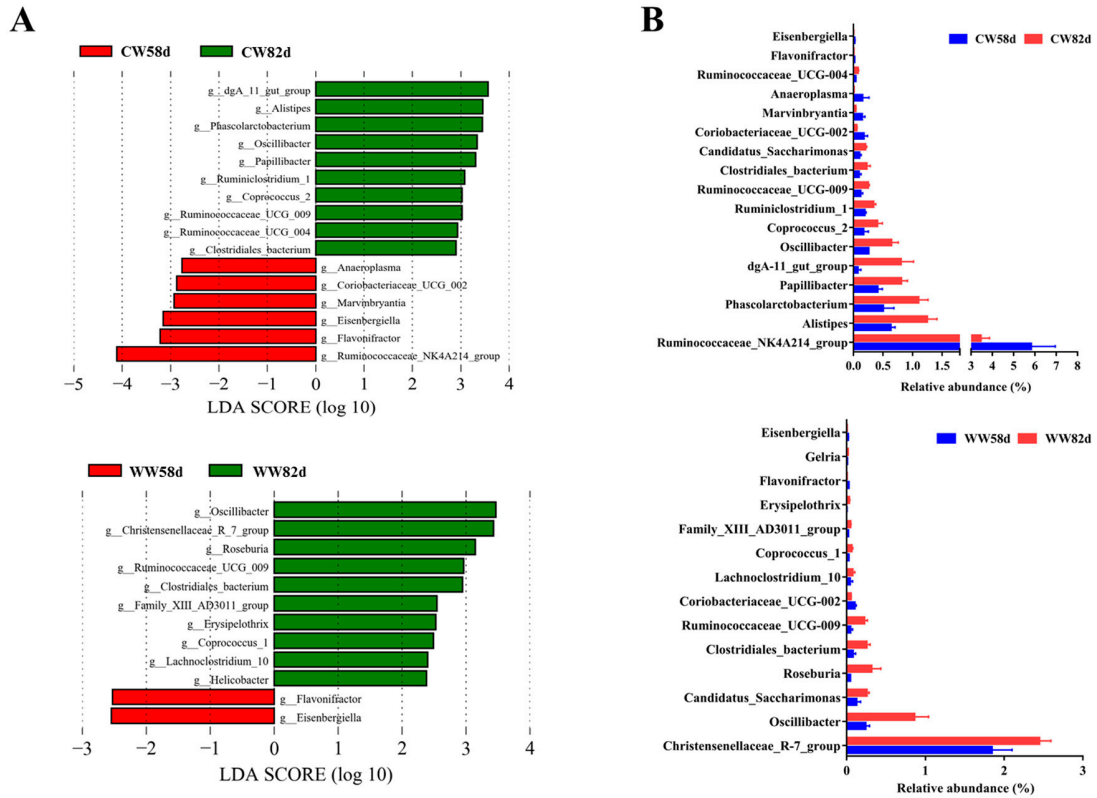 A
CW58d CW82d
g__dgA_11_gut_group
g__Alistipes
g__Phascolarctobacterium
g__Oscillibacter
g__Papillibacter
g__Ruminiclostridium_1
g__Coprococcus_2
g__Ruminococcaceae_UCG_009
g__Ruminococcaceae_UCG_004
g__Clostridiales_bacterium
g__Anaeroplasma
g__Coriobacteriaceae_UCG_002
g__Marvinbryantia
g__Eisenbergiella
g__Flavonifractor
g__Ruminococcaceae_NK4A214_group
−5 −4 −3 −2 −1 0 1 2 3 4
LDA SCORE (log 10)
WW58d WW82d
g__Oscillibacter
g__Christensenellaceae_R_7_group
g__Roseburia
g__Ruminococcaceae_UCG_009
g__Clostridiales_bacterium
g__Family_XIII_AD3011_group
g__Erysipelothrix
g__Coprococcus_1
g__Lachnoclostridium_10
g__Helicobacter
g__Flavonifractor
g__Eisenbergiella
−3 −2 −1 0 1 2 3 4
LDA SCORE (log 10)
B
CW58d CW82d
Eisenbergiella
Flavonifractor
Ruminococcaceae_UCG-004
Anaeroplasma
Marvinbryantia
Coriobacteriaceae_UCG-002
Candidatus_Saccharimonas
Clostridiales_bacterium
Ruminococcaceae_UCG-009
Ruminiclostridium_1
Coprococcus_2
Oscillibacter
dgA-11_gut_group
Papillibacter
Phascolarctobacterium
Alistipes
Ruminococcaceae_NK4A214_group
0.0 0.5 1.0 1.5 3 4 5 6 7 8
Relative abundance (%)
WW58d WW82d
Eisenbergiella
Gelria
Flavonifractor
Erysipelothrix
Family_XIII_AD3011_group
Coprococcus_1
Lachnoclostridium_10
Coriobacteriaceae_UCG-002
Ruminococcaceae_UCG-009
Clostridiales_bacterium
Roseburia
Candidatus_Saccharimonas
Oscillibacter
Christensenellaceae_R-7_group
0 1 2 3
Relative abundance (%)